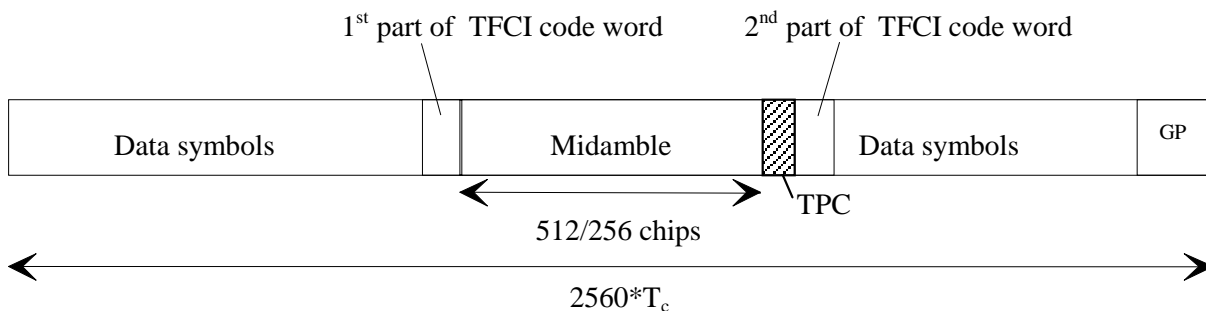 1st part of TFCI code word
2nd part of TFCI code word
Data symbols
Midamble
Data symbols
GP
TPC
512/256 chips
2560*Tc